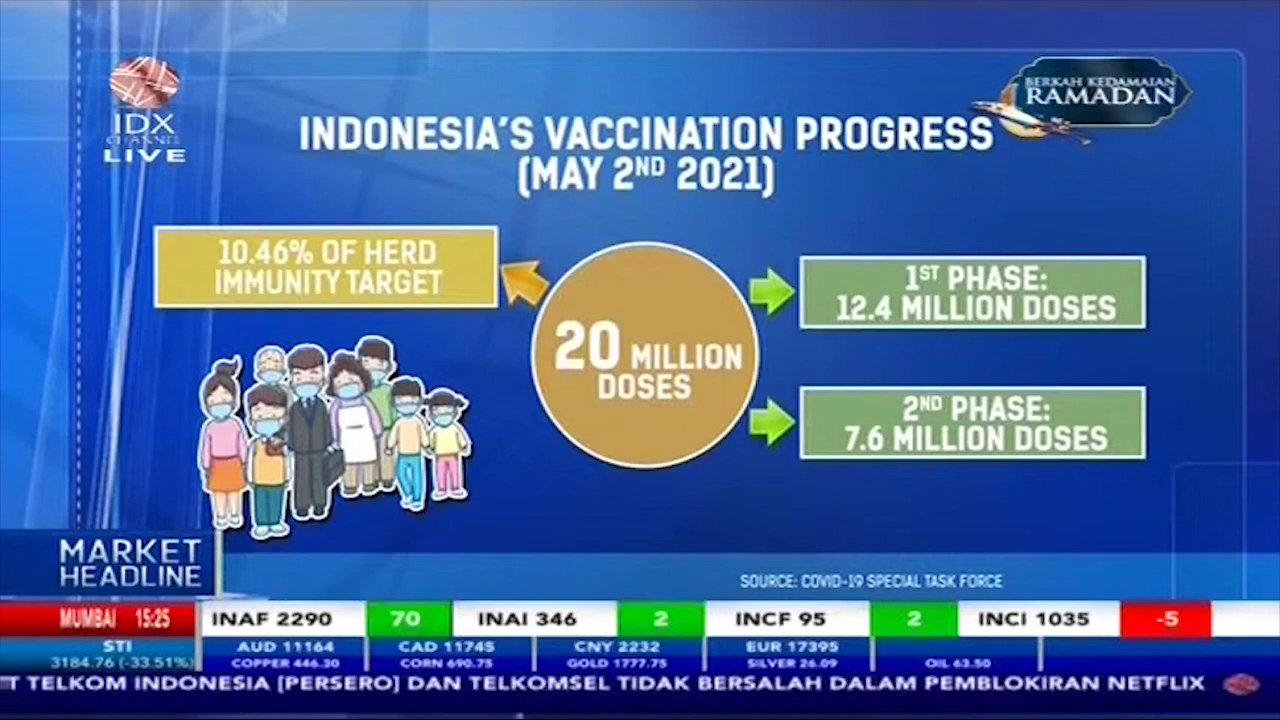 IDX
CHANNEL
LIVE
BERKAH KEDAMAIAN
RAMADAN
INDONESIA'S VACCINATION PROGRESS
(MAY 2ND 2021)
10.46% OF HERD
IMMUNITY TARGET
20 MILLION
DOSES
1ST PHASE:
12.4 MILLION DOSES
2ND PHASE:
7.6 MILLION DOSES
MARKET
HEADLINE
SOURCE: COVID-19 SPECIAL TASK FORCE
MUMBAI 15:25 INAF 2290 70 INAI 346 2 INCF 95 2 INCI 1035 -5
STI AUD 11164 CAD 11745 CNY 2232 EUR 17395
3184.76 (-33.51%) COPPER 446.30 CORN 690.75 GOLD 1777.75 SILVER 26.09 OIL 63.50
T TELKOM INDONESIA [PERSERO] DAN TELKOMSEL TIDAK BERSALAH DALAM PEMBLOKIRAN NETFLIX